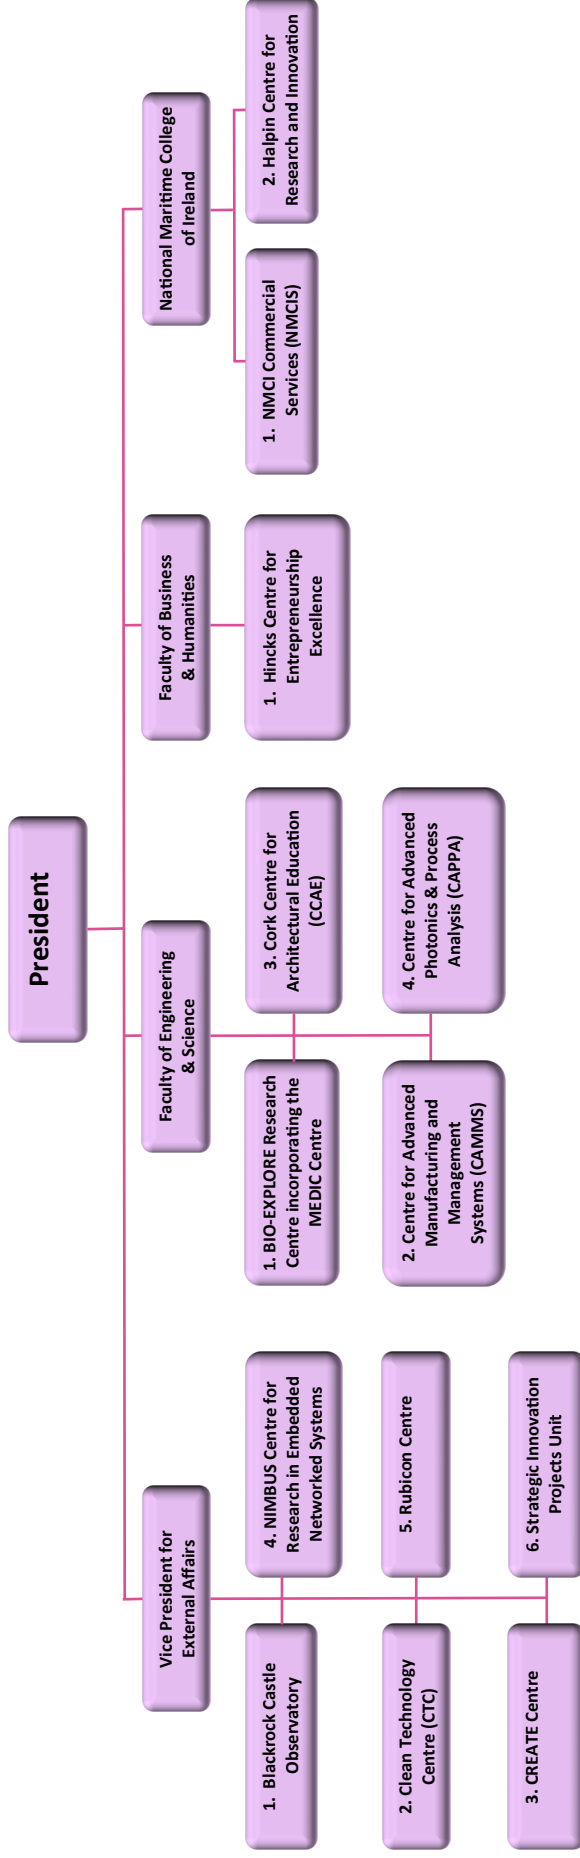 President
Vice President for
External Affairs
1. Blackrock Castle
Observatory
2. Clean Technology
Centre (CTC)
3. CREATE Centre
4. NIMBUS Centre for
Research in Embedded
Networked Systems
5. Rubicon Centre
6. Strategic Innovation
Projects Unit
Faculty of Engineering
& Science
1. BIO-EXPLORE Research
Centre incorporating the
MEDIC Centre
2. Centre for Advanced
Manufacturing and
Management
Systems (CAMMS)
3. Cork Centre for
Architectural Education
(CCAE)
4. Centre for Advanced
Photonics & Process
Analysis (CAPPA)
Faculty of Business
& Humanities
1. Hincks Centre for
Entrepreneurship
Excellence
National Maritime College
of Ireland
1. NMCI Commercial
Services (NMCIS)
2. Halpin Centre for
Research and Innovation